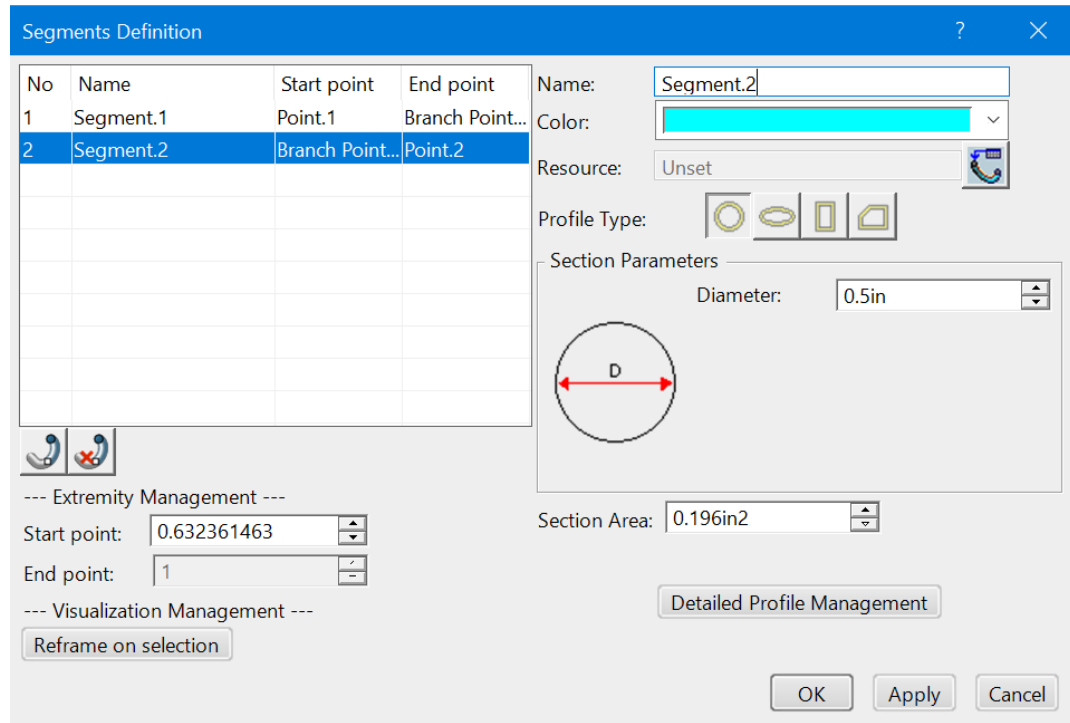 Segments Definition ?
No Name Start point End point
1 Segment.1 Point.1 Branch Point...
2 Segment.2 Branch Point... Point.2
--- Extremity Management ---
Start point: 0.632361463
End point: 1
--- Visualization Management ---
Reframe on selection
Name: Segment.2
Color:
Resource: Unset
Profile Type:
Section Parameters
Diameter: 0.5in
D
Section Area: 0.196in2
Detailed Profile Management
OK Apply Cancel